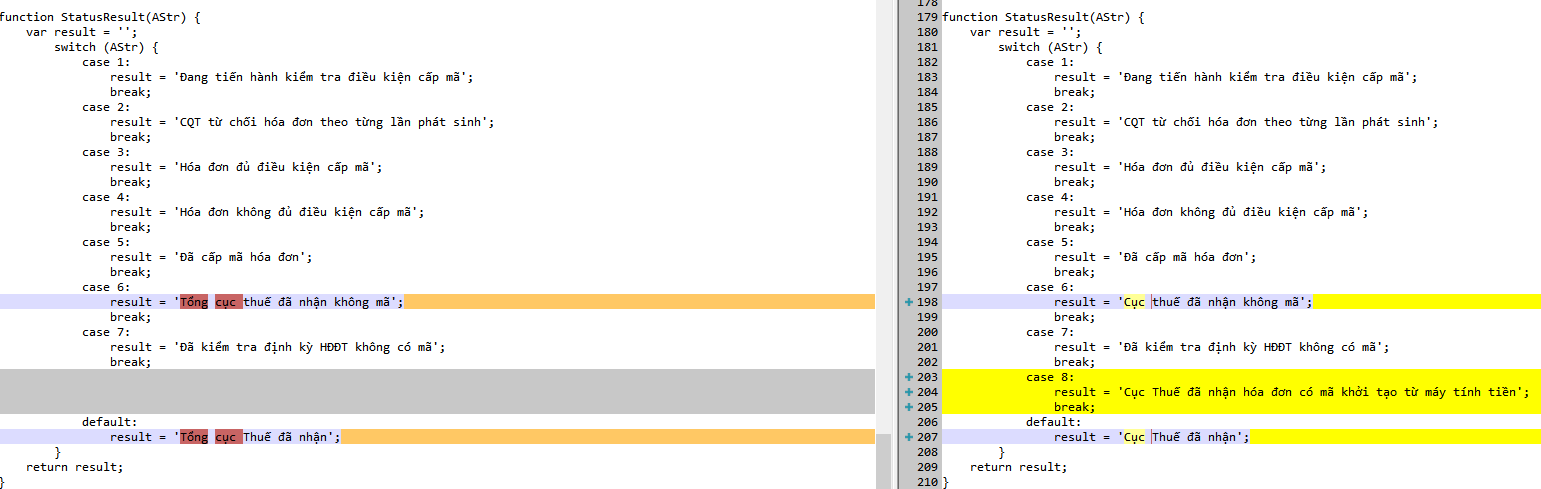 function StatusResult(AStr) {
var result = '';
switch (AStr) {
case 1:
result = 'Đang tiến hành kiểm tra điều kiện cấp mã';
break;
case 2:
result = 'CQT từ chối hóa đơn theo từng lần phát sinh';
break;
case 3:
result = 'Hóa đơn đủ điều kiện cấp mã';
break;
case 4:
result = 'Hóa đơn không đủ điều kiện cấp mã';
break;
case 5:
result = 'Đã cấp mã hóa đơn';
break;
case 6:
result = 'Tổng cục thuế đã nhận không mã';
break;
case 7:
result = 'Đã kiểm tra định kỳ HĐĐT không có mã';
break;
default:
result = 'Tổng cục Thuế đã nhận';
}
return result;
}
178
179 function StatusResult(AStr) {
180 var result = '';
181 switch (AStr) {
182 case 1:
183 result = 'Đang tiến hành kiểm tra điều kiện cấp mã';
184 break;
185 case 2:
186 result = 'CQT từ chối hóa đơn theo từng lần phát sinh';
187 break;
188 case 3:
189 result = 'Hóa đơn đủ điều kiện cấp mã';
190 break;
191 case 4:
192 result = 'Hóa đơn không đủ điều kiện cấp mã';
193 break;
194 case 5:
195 result = 'Đã cấp mã hóa đơn';
196 break;
197 case 6:
+ 198 result = 'Cục thuế đã nhận không mã';
199 break;
200 case 7:
201 result = 'Đã kiểm tra định kỳ HĐĐT không có mã';
202 break;
+ 203 case 8:
+ 204 result = 'Cục Thuế đã nhận hóa đơn có mã khởi tạo từ máy tính tiền';
+ 205 break;
206 default:
+ 207 result = 'Cục Thuế đã nhận';
208 }
209 return result;
210 }